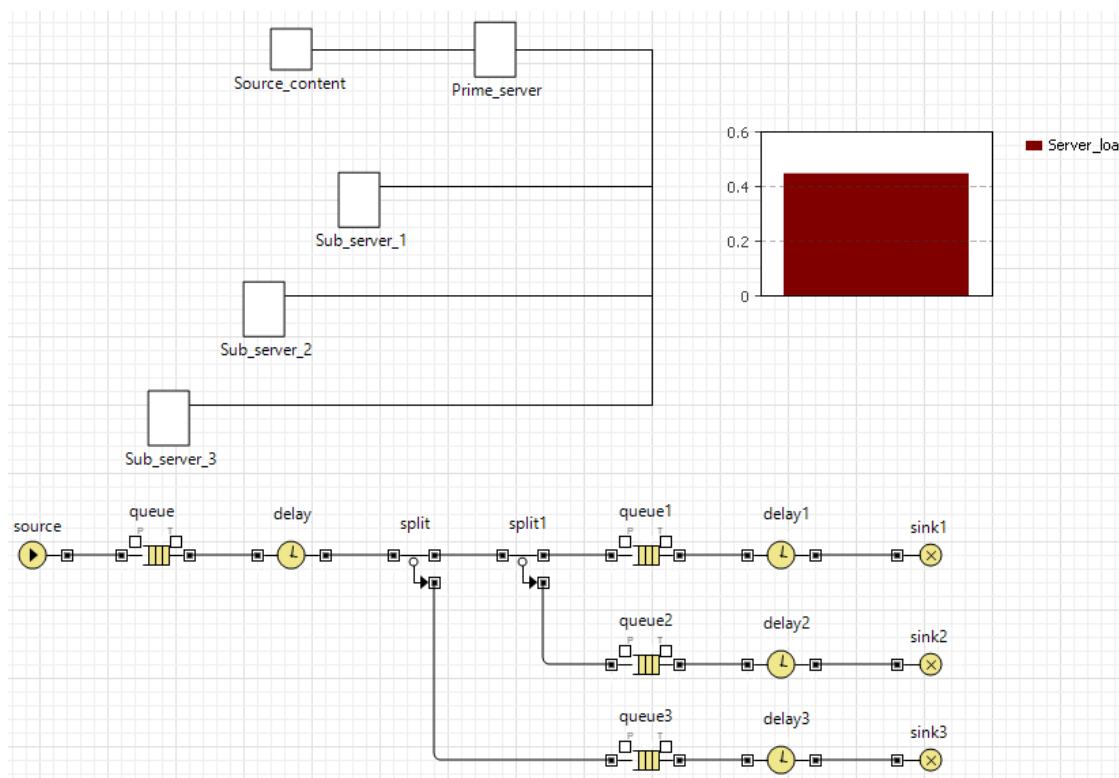 Source_content
Prime_server
0.6
Server_loa
0.4
Sub_server_1
0.2
0
Sub_server_2
Sub_server_3
source
queue
delay
split
split1
queue1
delay1
sink1
P T
P T
queue2
delay2
sink2
P T
queue3
delay3
sink3
P T